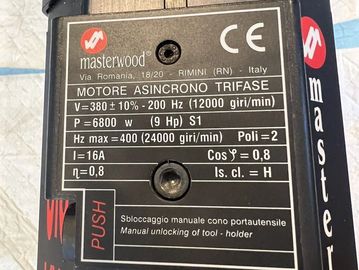 masterwood®
CE
Via Romania, 18/20 - RIMINI (RN) - Italy
MOTORE ASINCRONO TRIFASE
V=380±10%-200 Hz (12000 giri/min)
P=6800 w (9 Hp) S1
Hz max=400 (24000 giri/min) Poli=2
I=16A Cosφ=0,8
η=0,8 Is. cl.=H
PUSH
Sbloccaggio manuale cono portautensile
Manual unlocking of tool - holder
master